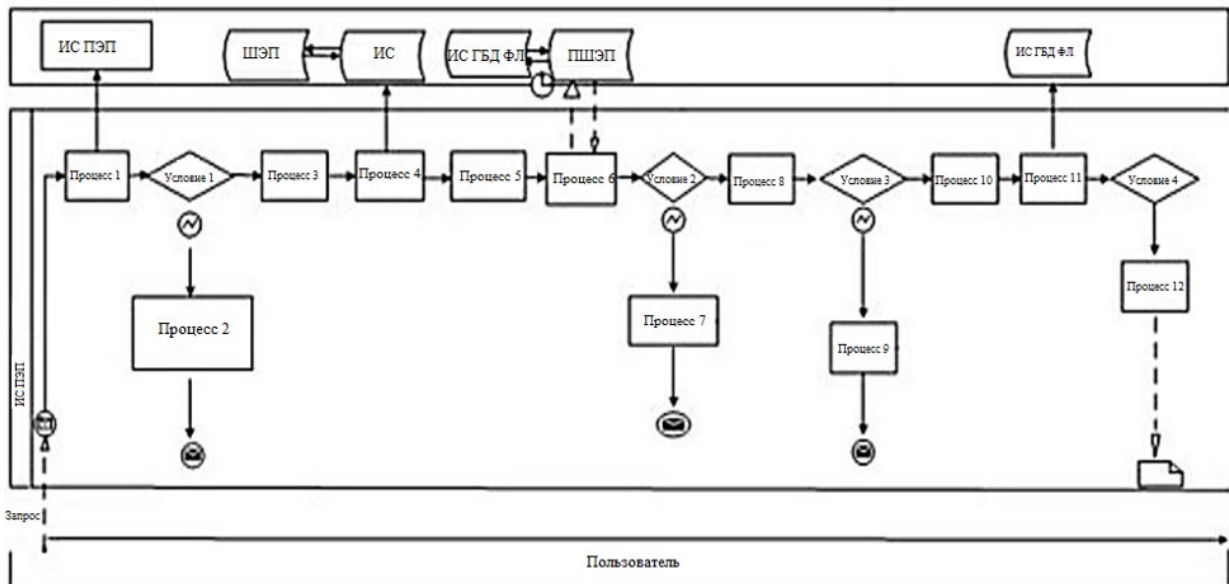 ИС ПЭП
ШЭП
ИС
ИС ГБД ФЛ
ПШЭП
ИС ГБД ФЛ
Процесс 1
Условие 1
Процесс 3
Процесс 4
Процесс 5
Процесс 6
Условие 2
Процесс 8
Условие 3
Процесс 10
Процесс 11
Условие 4
Процесс 2
Процесс 7
Процесс 9
Процесс 12
ИС ПЭП
Запрос
Пользователь